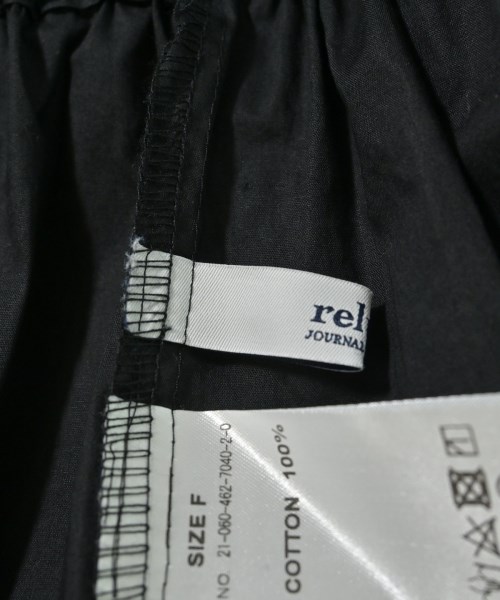 rel
JOURNAL
SIZE F
NO. 21-060-462-7040-2-0
COTTON 100%